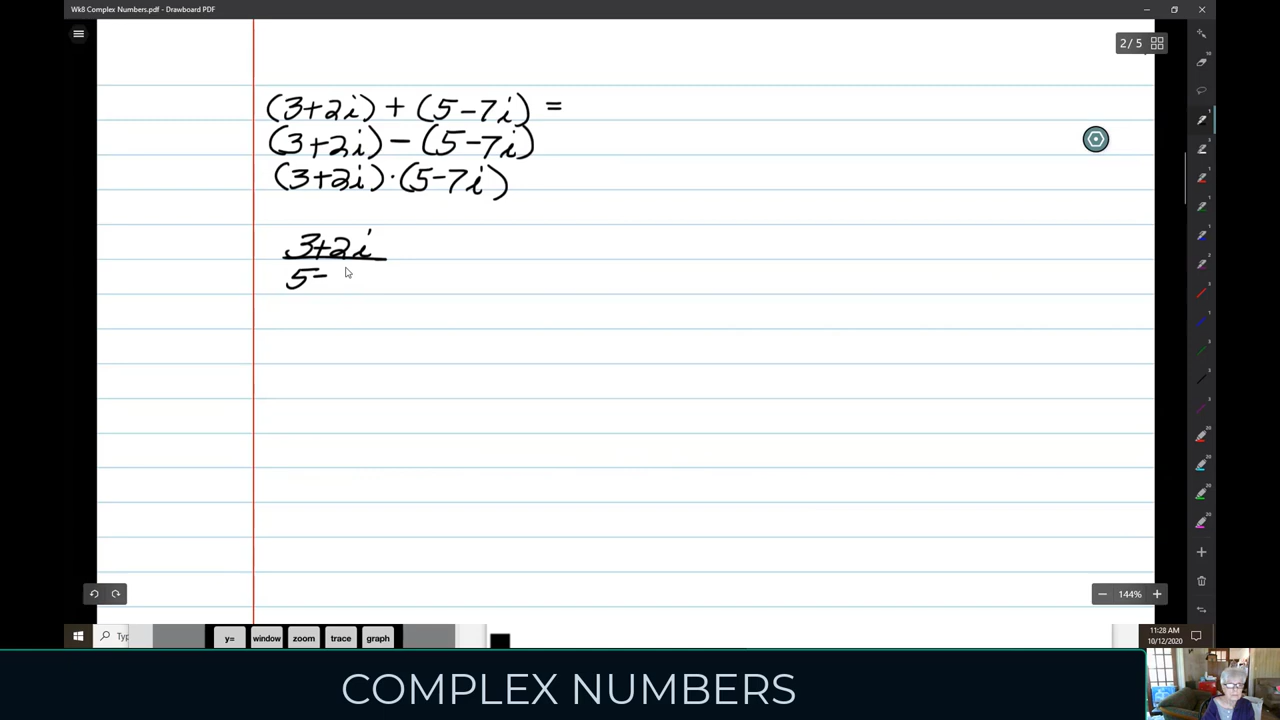 Wk8 Complex Numbers.pdf - Drawboard PDF
2 / 5
(3+2i) + (5-7i) =
(3+2i) - (5-7i)
(3+2i)·(5-7i)
3+2i
5-
144%
Typ
y=
window
zoom
trace
graph
11:28 AM
10/12/2020
COMPLEX NUMBERS